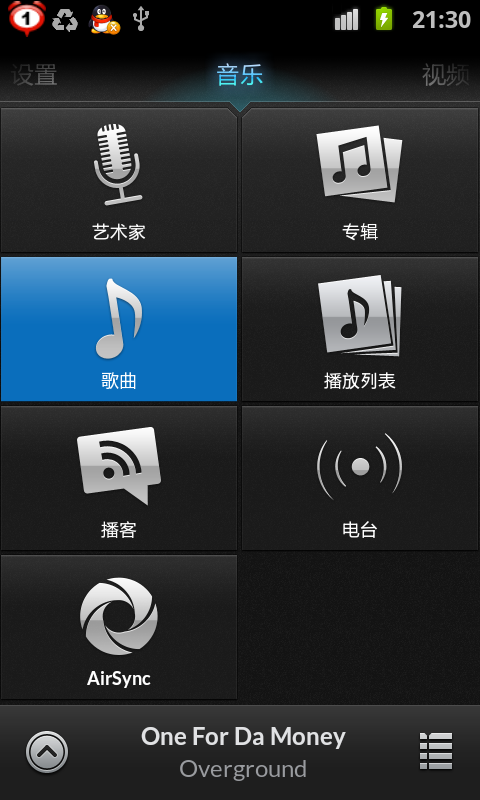 1
21:30
设置
音乐
视频
艺术家
专辑
歌曲
播放列表
播客
电台
AirSync
One For Da Money
Overground